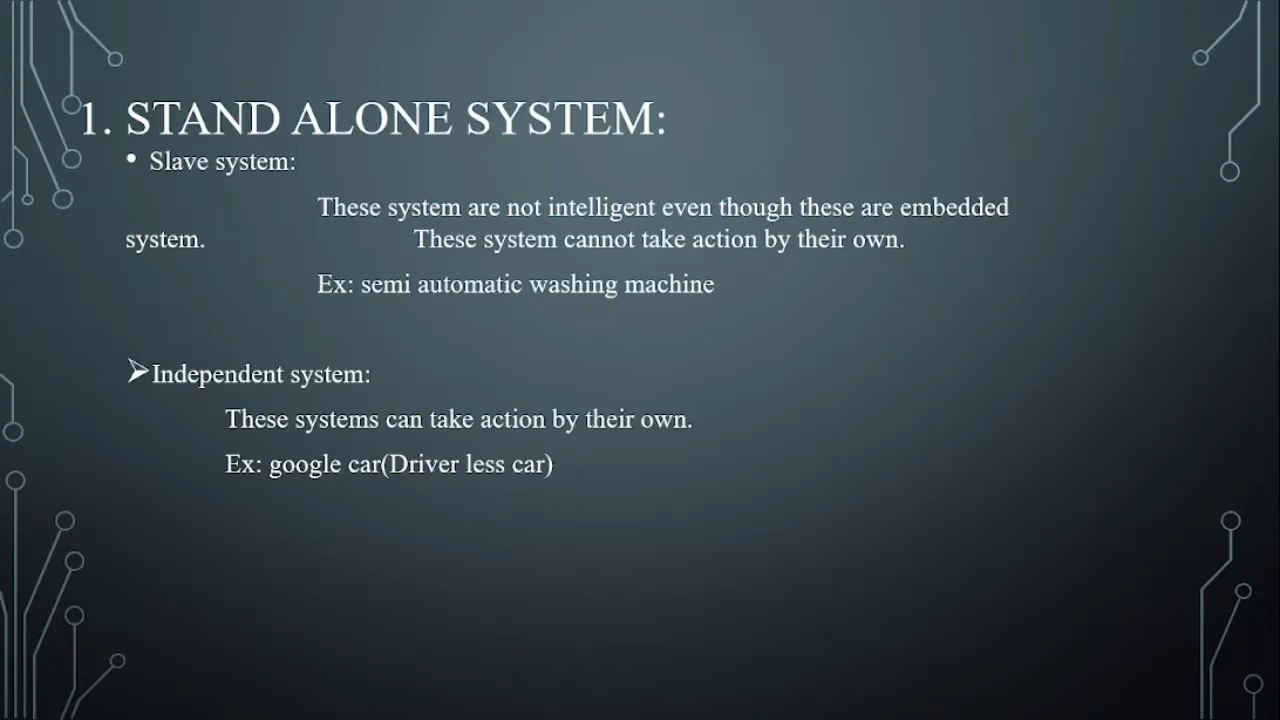 1. STAND ALONE SYSTEM:
• Slave system:
These system are not intelligent even though these are embedded
system. These system cannot take action by their own.
Ex: semi automatic washing machine
➢Independent system:
These systems can take action by their own.
Ex: google car(Driver less car)